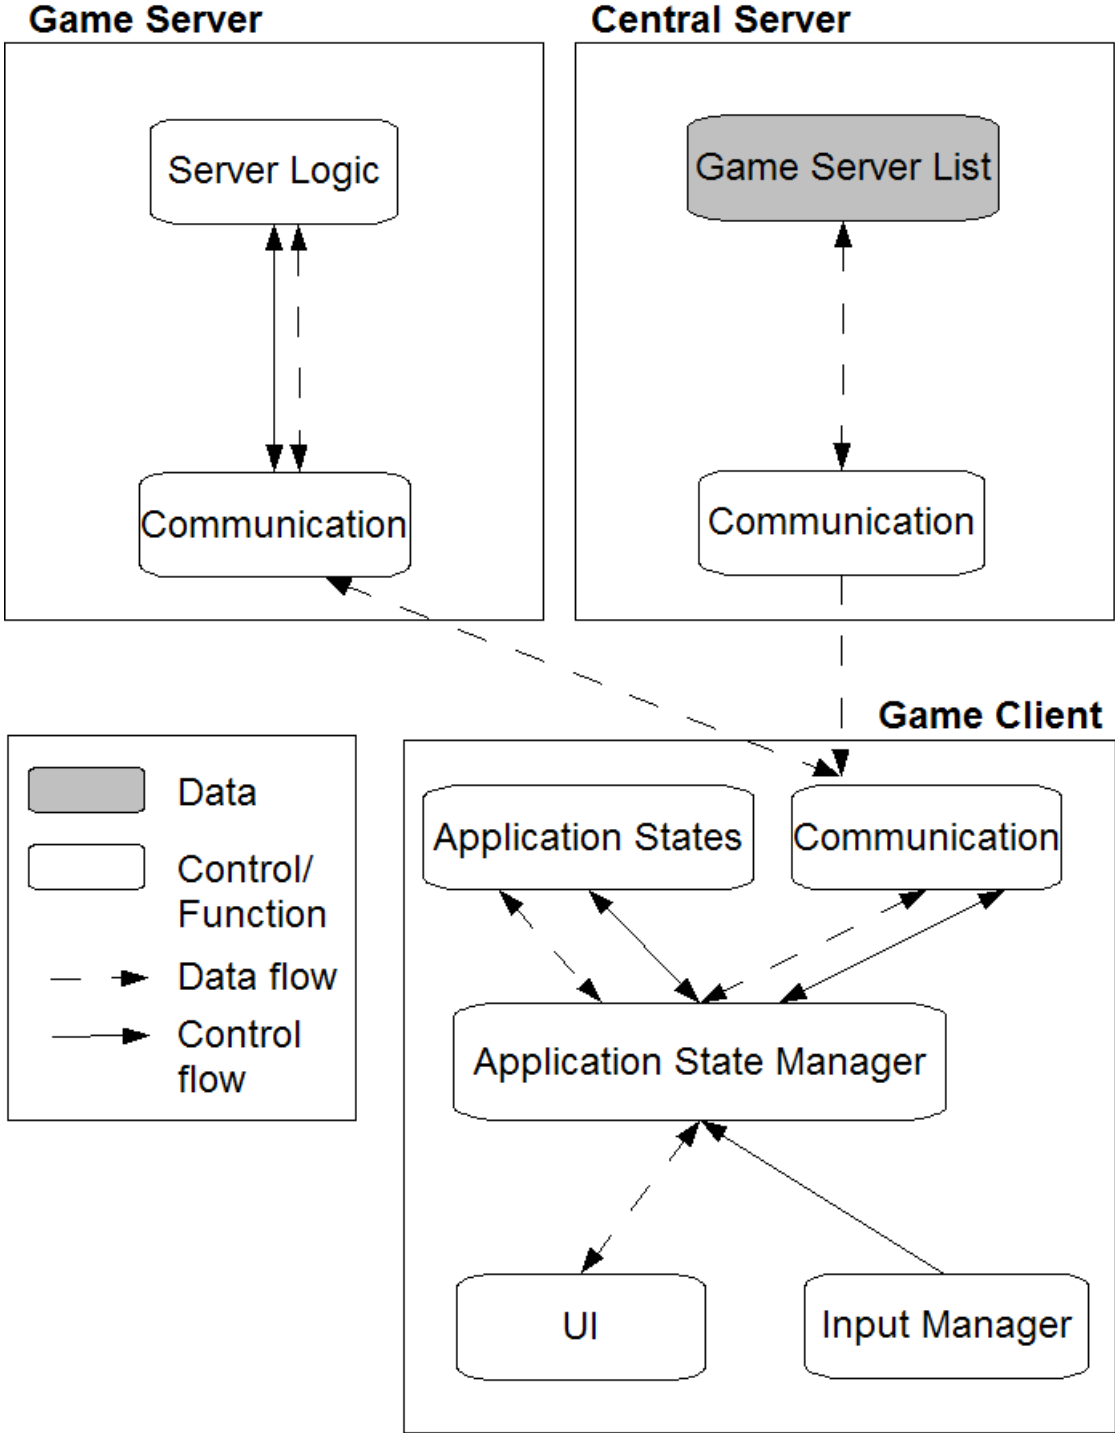 Game Server
Central Server
Server Logic
Game Server List
Communication
Communication
Game Client
Data
Control/
Function
Data flow
Control
flow
Application States
Communication
Application State Manager
UI
Input Manager